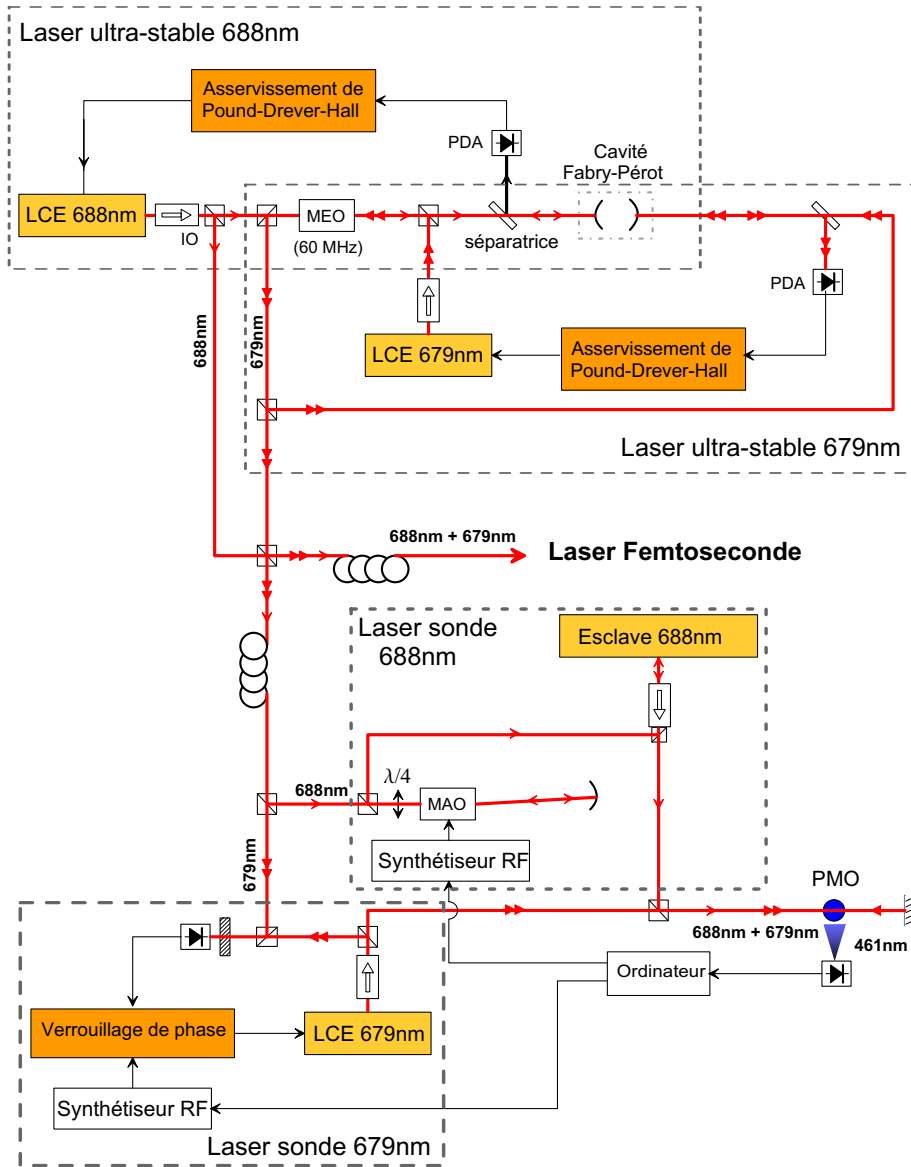 Laser ultra-stable 688nm
Asservissement de
Pound-Drever-Hall
PDA
Cavité
Fabry-Pérot
LCE 688nm
IO
MEO
(60 MHz)
séparatrice
PDA
688nm
679nm
LCE 679nm
Asservissement de
Pound-Drever-Hall
Laser ultra-stable 679nm
688nm + 679nm
Laser Femtoseconde
Laser sonde
688nm
Esclave 688nm
688nm
λ/4
MAO
Synthétiseur RF
679nm
PMO
688nm + 679nm
461nm
Ordinateur
Verrouillage de phase
LCE 679nm
Synthétiseur RF
Laser sonde 679nm